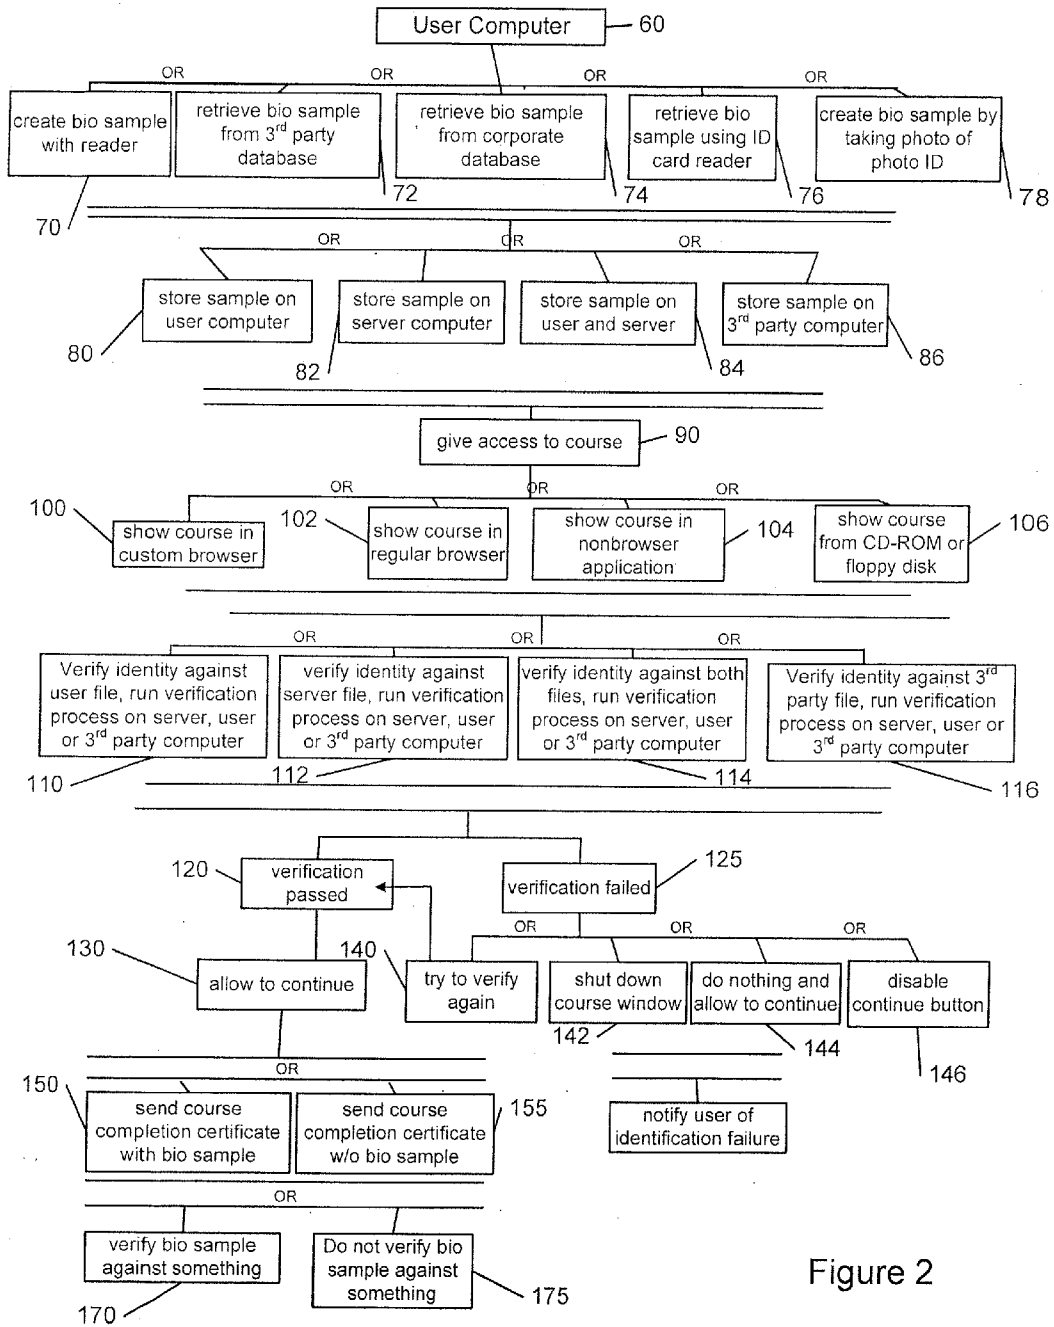 User Computer
60
OR
OR
OR
OR
create bio sample
with reader
retrieve bio sample
from 3rd party
database
retrieve bio sample
from corporate
database
retrieve bio
sample using ID
card reader
create bio sample by
taking photo of
photo ID
70
72
74
76
78
OR
OR
OR
store sample on
user computer
store sample on
server computer
store sample on
user and server
store sample on
3rd party computer
80
82
84
86
give access to course
90
OR
OR
OR
100
show course in
custom browser
102
show course in
regular browser
show course in
nonbrowser
application
104
show course
from CD-ROM or
floppy disk
106
OR
OR
OR
Verify identity against
user file, run verification
process on server, user
or 3rd party computer
verify identity against
server file, run verification
process on server, user
or 3rd party computer
verify identity against both
files, run verification
process on server, user
or 3rd party computer
Verify identity against 3rd
party file, run verification
process on server, user or
3rd party computer
110
112
114
116
120
verification
passed
verification failed
125
OR
OR
OR
130
allow to continue
140
try to verify
again
shut down
course window
do nothing and
allow to continue
disable
continue button
142
144
146
OR
150
send course
completion certificate
with bio sample
send course
completion certificate
w/o bio sample
155
notify user of
identification failure
OR
verify bio sample
against something
Do not verify bio
sample against
something
170
175
Figure 2